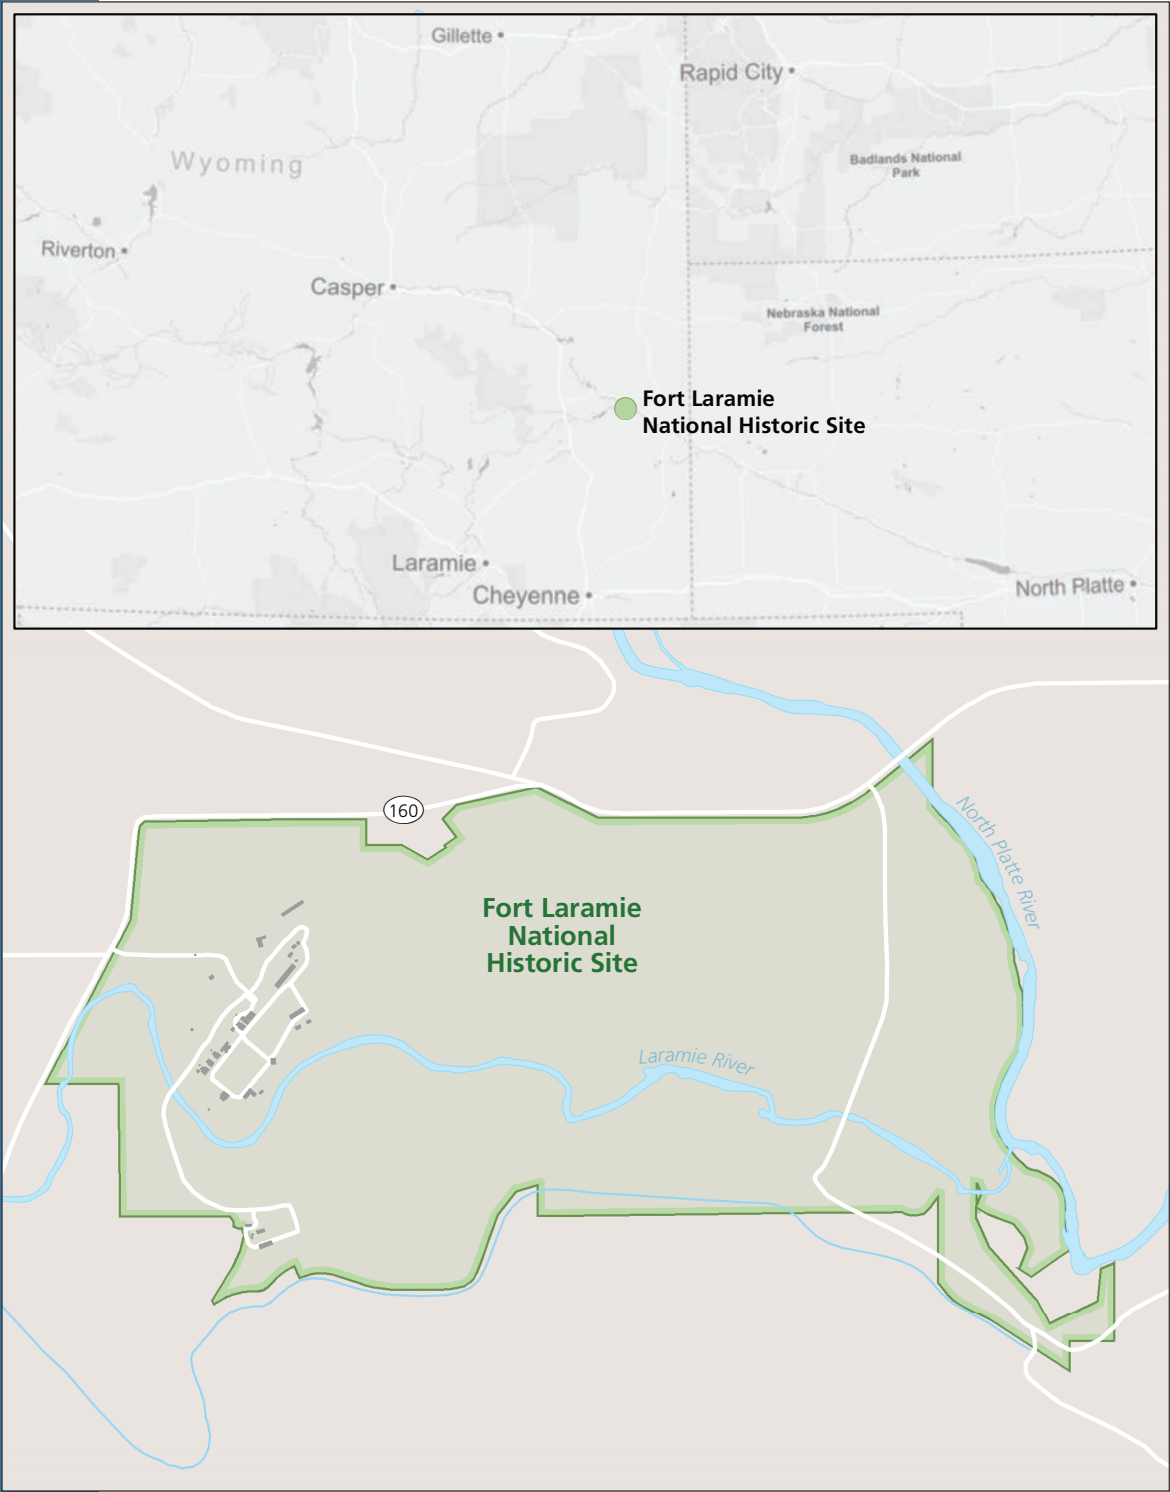 Gillette
Rapid City
Wyoming
Badlands National
Park
Riverton
Casper
Nebraska National
Forest
Fort Laramie
National Historic Site
Laramie
Cheyenne
North Platte
160
North Platte River
Fort Laramie
National
Historic Site
Laramie River